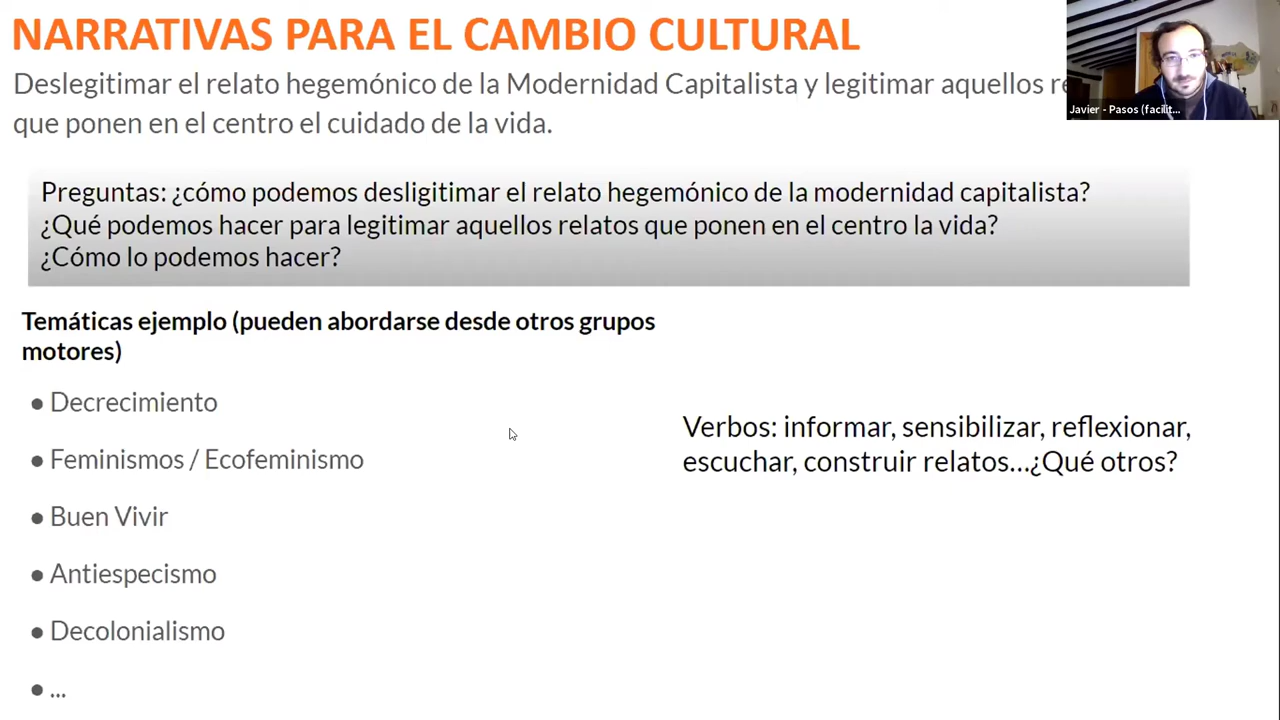 NARRATIVAS PARA EL CAMBIO CULTURAL
Deslegitimar el relato hegemónico de la Modernidad Capitalista y legitimar aquellos
que ponen en el centro el cuidado de la vida.
Javier - Pasos (facilit...
Preguntas: ¿cómo podemos desligitimar el relato hegemónico de la modernidad capitalista?
¿Qué podemos hacer para legitimar aquellos relatos que ponen en el centro la vida?
¿Cómo lo podemos hacer?
Temáticas ejemplo (pueden abordarse desde otros grupos
motores)
● Decrecimiento
● Feminismos / Ecofeminismo
● Buen Vivir
● Antiespecismo
● Decolonialismo
● ...
Verbos: informar, sensibilizar, reflexionar,
escuchar, construir relatos...¿Qué otros?